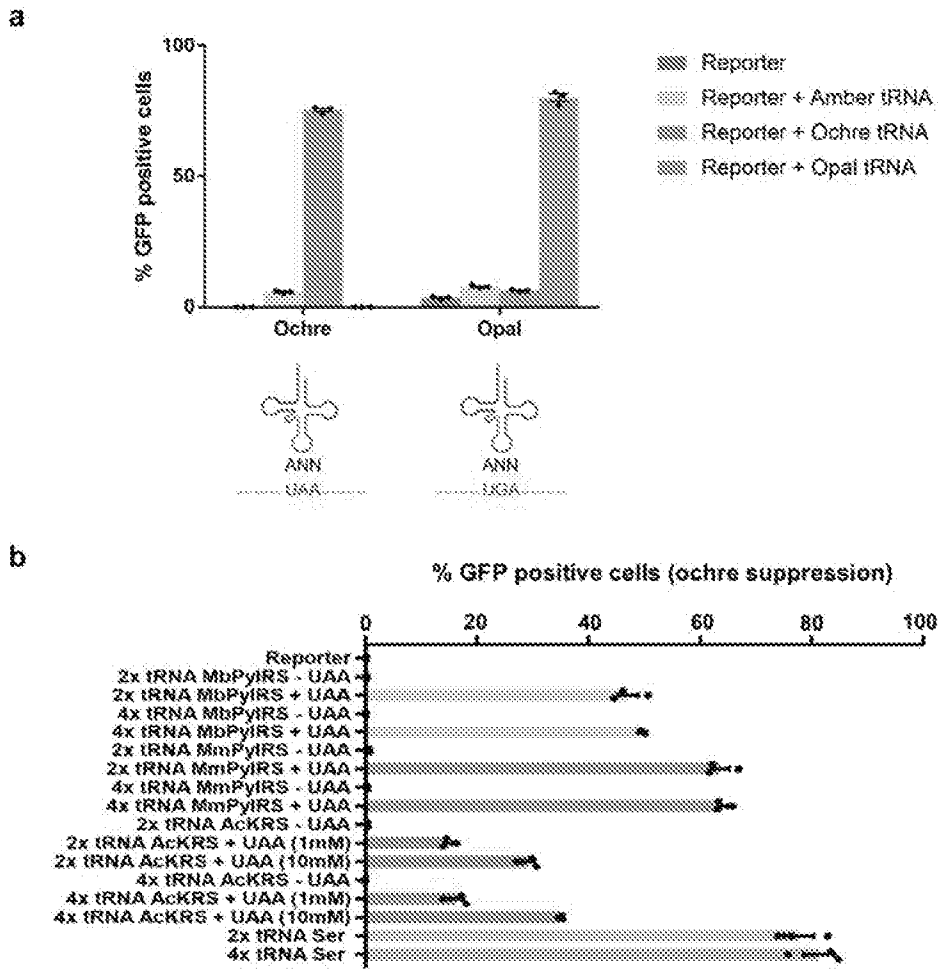 a
100
50
0
% GFP positive cells
Ochre
Opal
Reporter
Reporter + Amber tRNA
Reporter + Ochre tRNA
Reporter + Opal tRNA
ANN
UAA
ANN
UGA
b
% GFP positive cells (ochre suppression)
0 20 40 60 80 100
Reporter
2x tRNA MbPylRS - UAA
2x tRNA MbPylRS + UAA
4x tRNA MbPylRS - UAA
4x tRNA MbPylRS + UAA
2x tRNA MmPylRS - UAA
2x tRNA MmPylRS + UAA
4x tRNA MmPylRS - UAA
4x tRNA MmPylRS + UAA
2x tRNA AcKRS - UAA
2x tRNA AcKRS + UAA (1mM)
2x tRNA AcKRS + UAA (10mM)
4x tRNA AcKRS - UAA
4x tRNA AcKRS + UAA (1mM)
4x tRNA AcKRS + UAA (10mM)
2x tRNA Ser
4x tRNA Ser